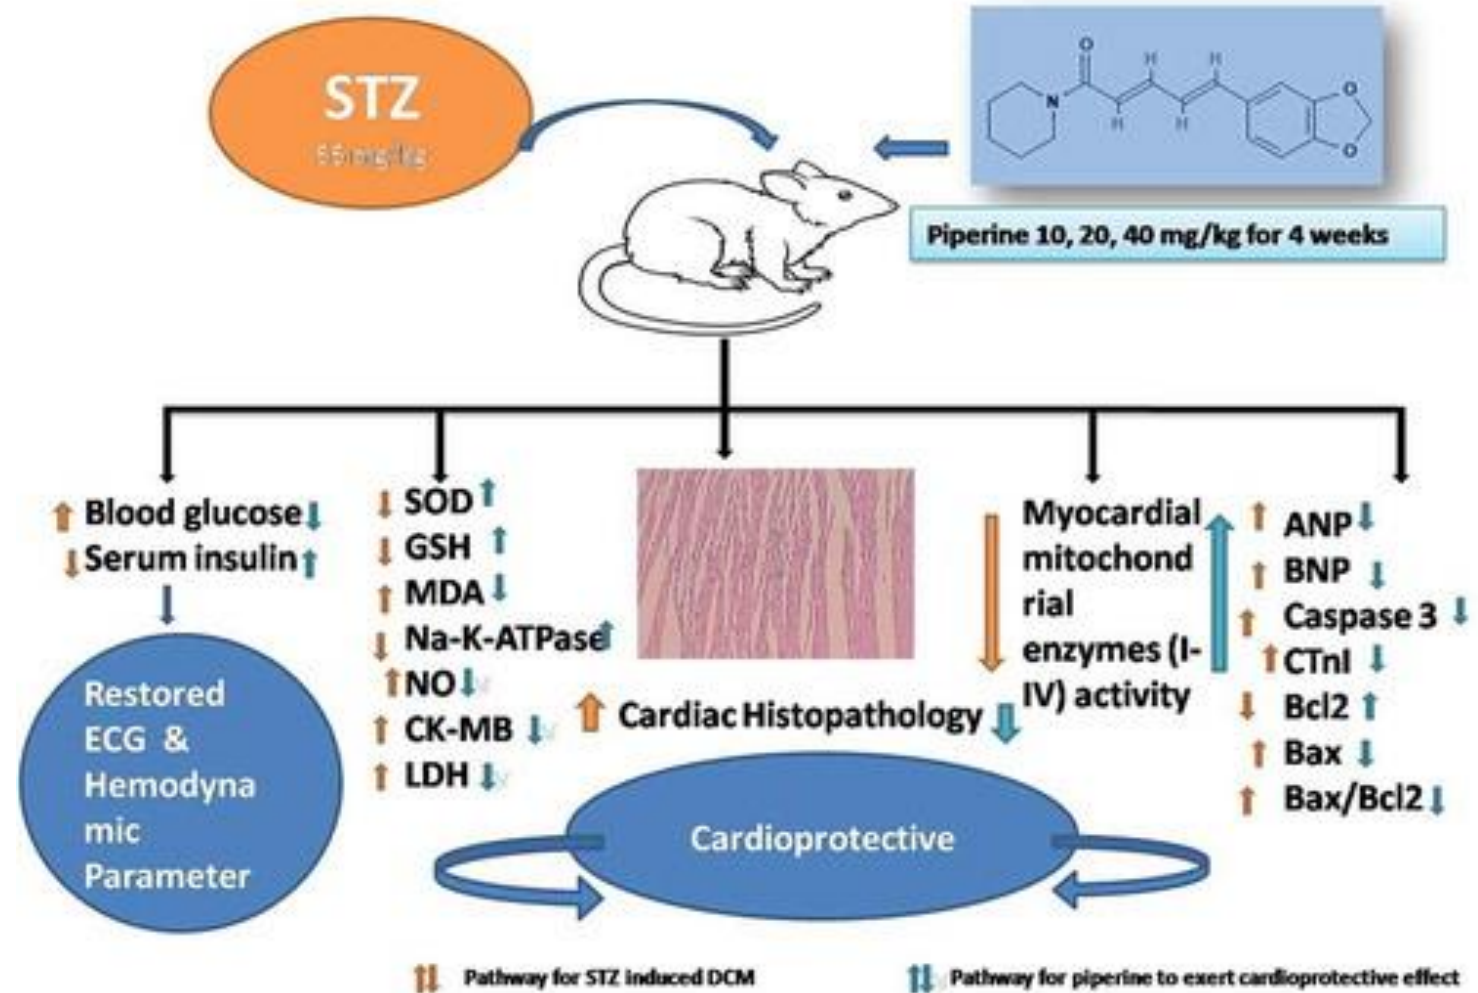 STZ
mg/kg
O
N
H
H
H
H
O
O
Piperine 10, 20, 40 mg/kg for 4 weeks
Blood glucose
Serum insulin
Restored
ECG &
Hemodyna
mic
Parameter
SOD
GSH
MDA
Na-K-ATPase
NO
CK-MB
LDH
Cardiac Histopathology
Cardioprotective
Myocardial
mitochond
rial
enzymes (I-
IV) activity
ANP
BNP
Caspase 3
CTnI
Bcl2
Bax
Bax/Bcl2
Pathway for STZ induced DCM
Pathway for piperine to exert cardioprotective effect